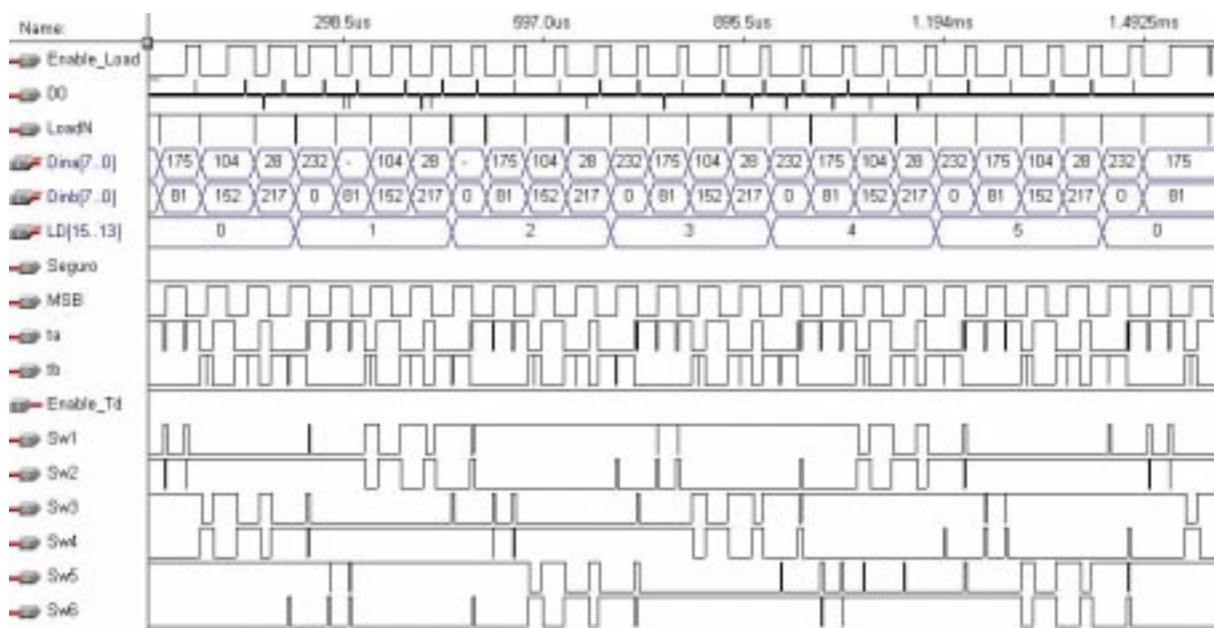 Name: 298.5us 597.0us 895.5us 1.194ms 1.4925ms
Enable_Load
DO
LoadN
Dina[7..0] 175 104 28 232 - 104 28 - 175 104 28 232 175 104 28 232 175 104 28 232 175 104 28 232 175
Dinb[7..0] 81 152 217 0 81 152 217 0 81 152 217 0 81 152 217 0 81 152 217 0 81 152 217 0 81
LD[15..13] 0 1 2 3 4 5 0
Seguro
MSB
ta
tb
Enable_Td
Sw1
Sw2
Sw3
Sw4
Sw5
Sw6